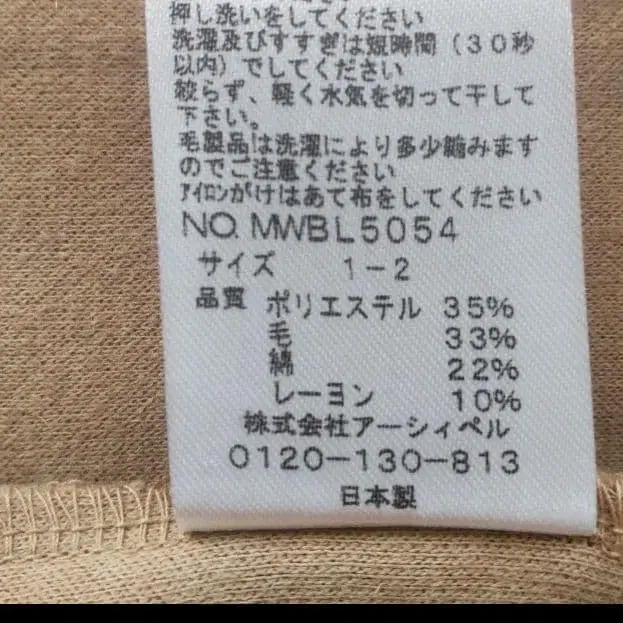 押し洗いをしてください
洗濯及びすすぎは短時間（30秒
以内）でしてください
絞らず、軽く水気を切って干して
下さい。
毛製品は洗濯により多少縮みます
のでご注意ください
ｱｲﾛﾝがけはあて布をしてください
NO. MWBL5054
サイズ 1-2
品質 ポリエステル 35%
毛 33%
綿 22%
レーヨン 10%
株式会社アーシィペル
0120-130-813
日本製